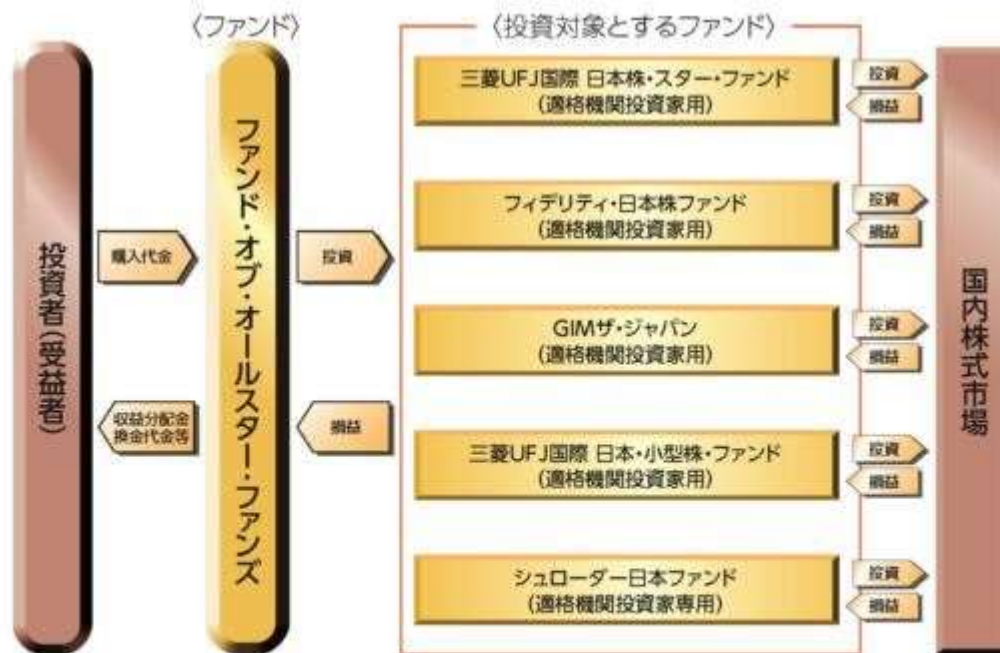 〈ファンド〉
〈投資対象とするファンド〉
投資者(受益者)
購入代金
収益分配金
換金代金等
ファンド・オブ・オールスター・ファンズ
投資
損益
三菱UFJ国際 日本株・スター・ファンド
(適格機関投資家用)
投資
損益
フィデリティ・日本株ファンド
(適格機関投資家用)
投資
損益
GIMザ・ジャパン
(適格機関投資家用)
投資
損益
三菱UFJ国際 日本・小型株・ファンド
(適格機関投資家用)
投資
損益
シュローダー日本ファンド
(適格機関投資家専用)
投資
損益
国内株式市場